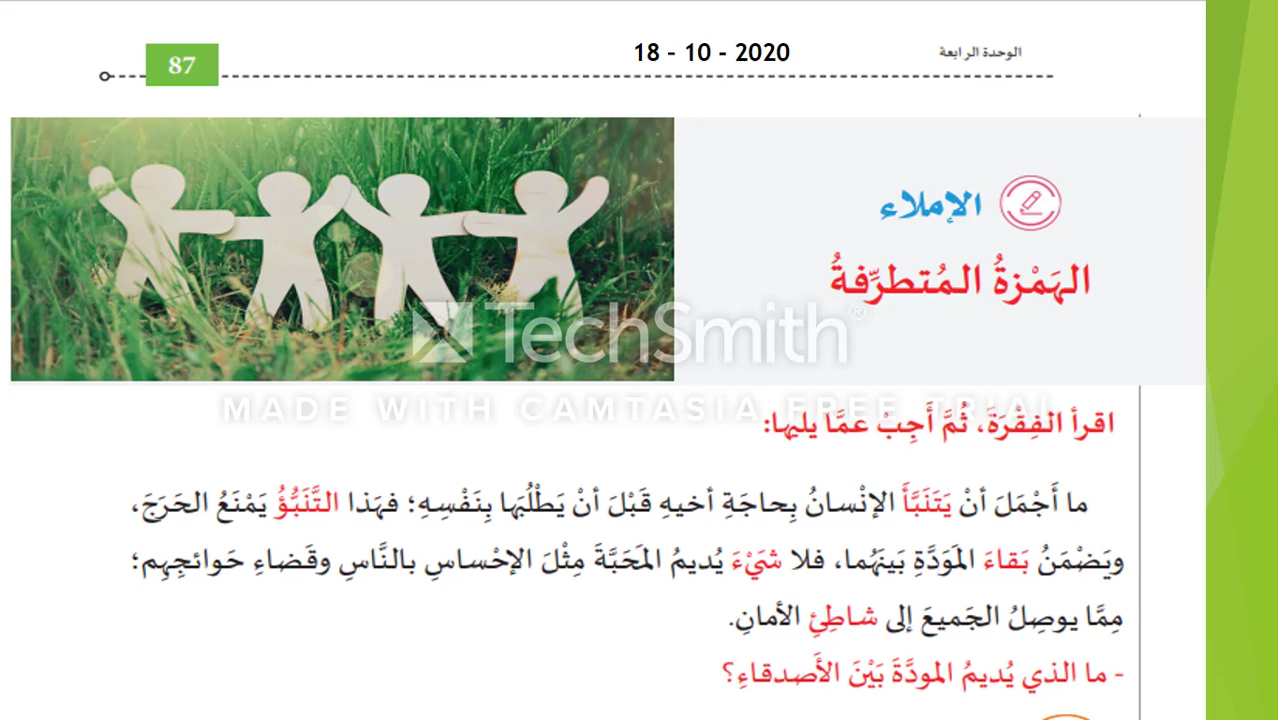 الوحدة الرابعة
18 - 10 - 2020
87
الإملاء
الهَمْزةُ المُتطرِّفةُ
TechSmith®
MADE WITH CAMTASIA FREE TRIAL
اقرأ الفِقْرَةَ، ثُمَّ أَجِبْ عمَّا يليها:
ما أَجْمَلَ أنْ يَتَنَبَّأَ الإنْسانُ بِحاجَةِ أخيهِ قَبْلَ أنْ يَطْلُبَها بِنَفْسِهِ؛ فهَذا التَّنَبُّؤُ يَمْنَعُ الحَرَجَ،
ويَضْمَنُ بَقاءَ المَوَدَّةِ بَينَهُما، فلا شَيْءَ يُديمُ المَحَبَّةَ مِثْلَ الإحْساسِ بالنَّاسِ وقَضاءِ حَوائجِهِم؛
مِمَّا يوصِلُ الجَميعَ إلى شاطِئِ الأمانِ.
- ما الذي يُديمُ المودَّةَ بَيْنَ الأَصدقاءِ؟